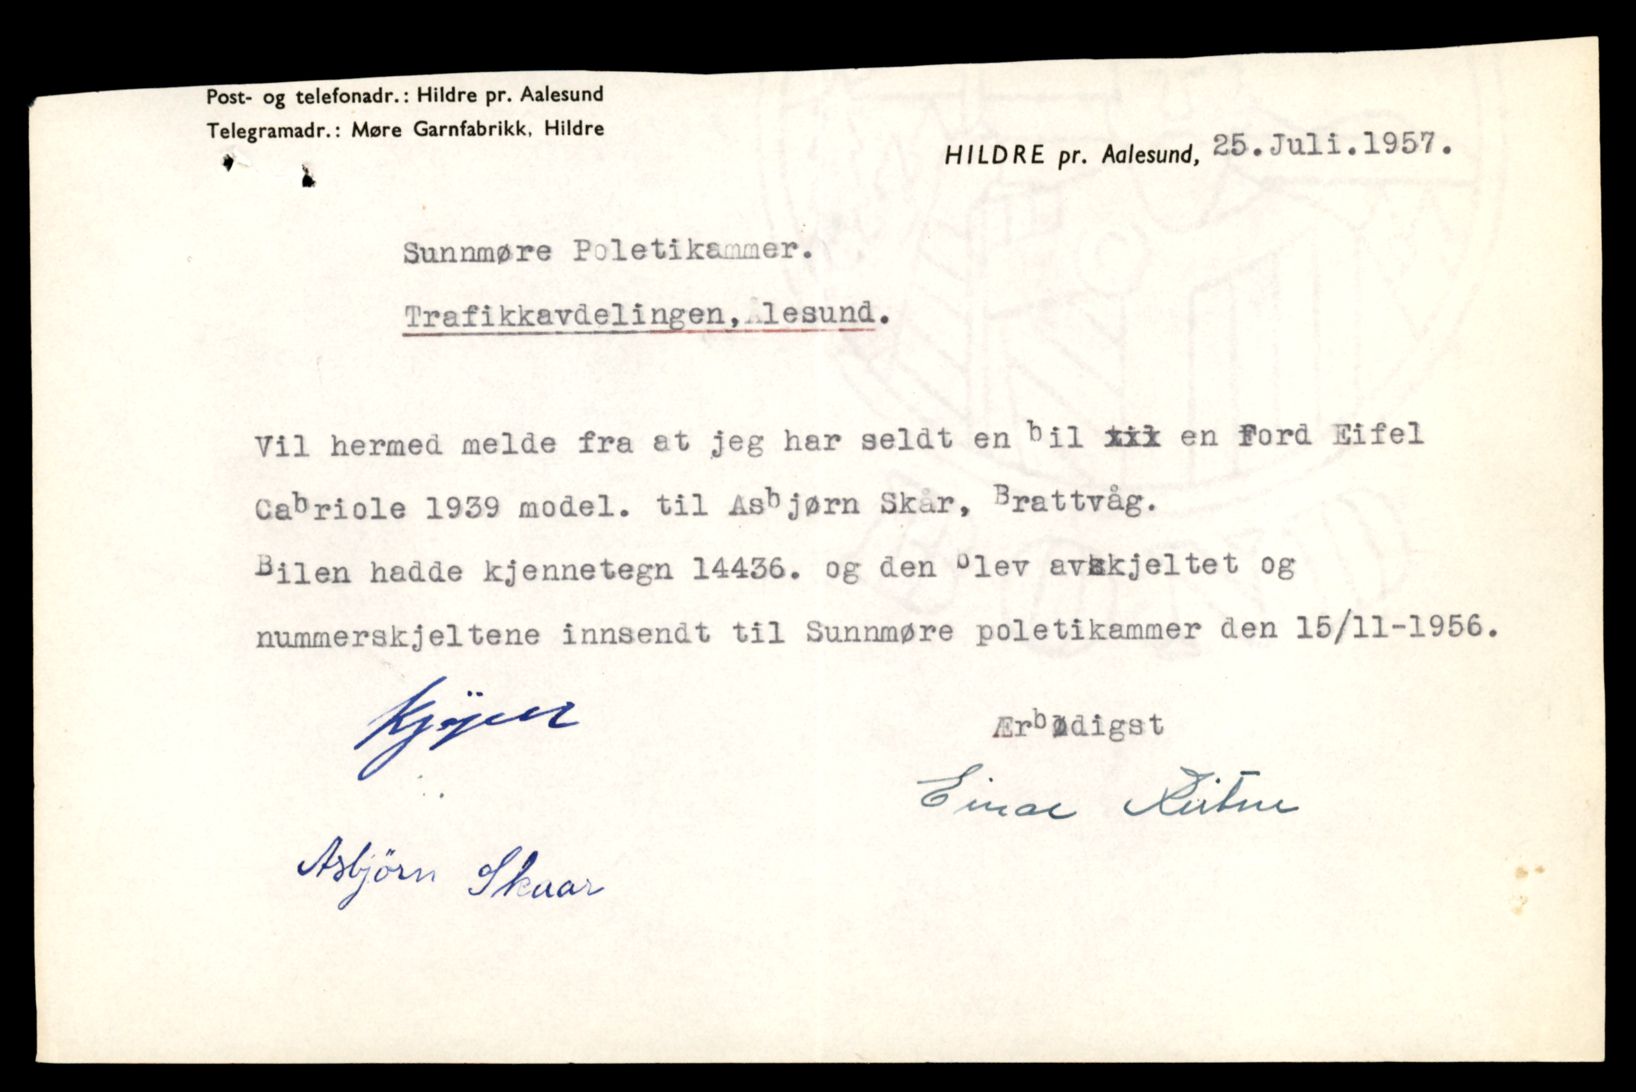 Post- og telefonadr.: Hildre pr. Aalesund
Telegramadr.: Møre Garnfabrikk, Hildre
HILDRE pr. Aalesund, 25.Juli.1957.
Sunnmøre Poletikammer.
Trafikkavdelingen, Ålesund.
Vil hermed melde fra at jeg har seldt en bil xxx en Ford Eifel
Cabriole 1939 model. til Asbjørn Skår, Brattvåg.
Bilen hadde kjennetegn 14436. og den blev avskjeltet og
nummerskjeltene innsendt til Sunnmøre poletikammer den 15/11-1956.
Kjøper
Ærbødigst
Einar
Asbjörn Skaar